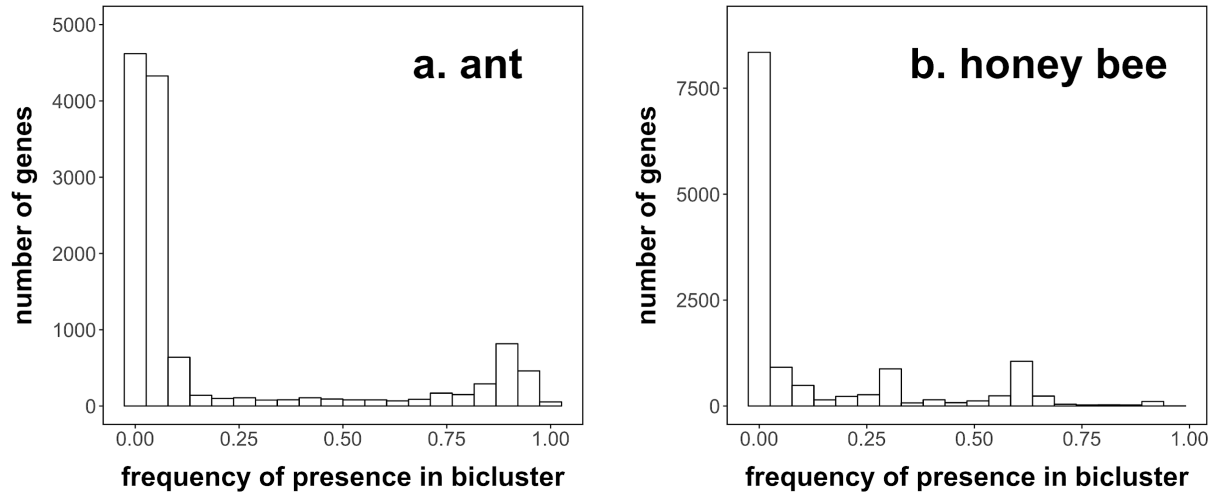 a. ant
number of genes
5000
4000
3000
2000
1000
0
0.00 0.25 0.50 0.75 1.00
frequency of presence in bicluster
b. honey bee
number of genes
7500
5000
2500
0
0.00 0.25 0.50 0.75 1.00
frequency of presence in bicluster